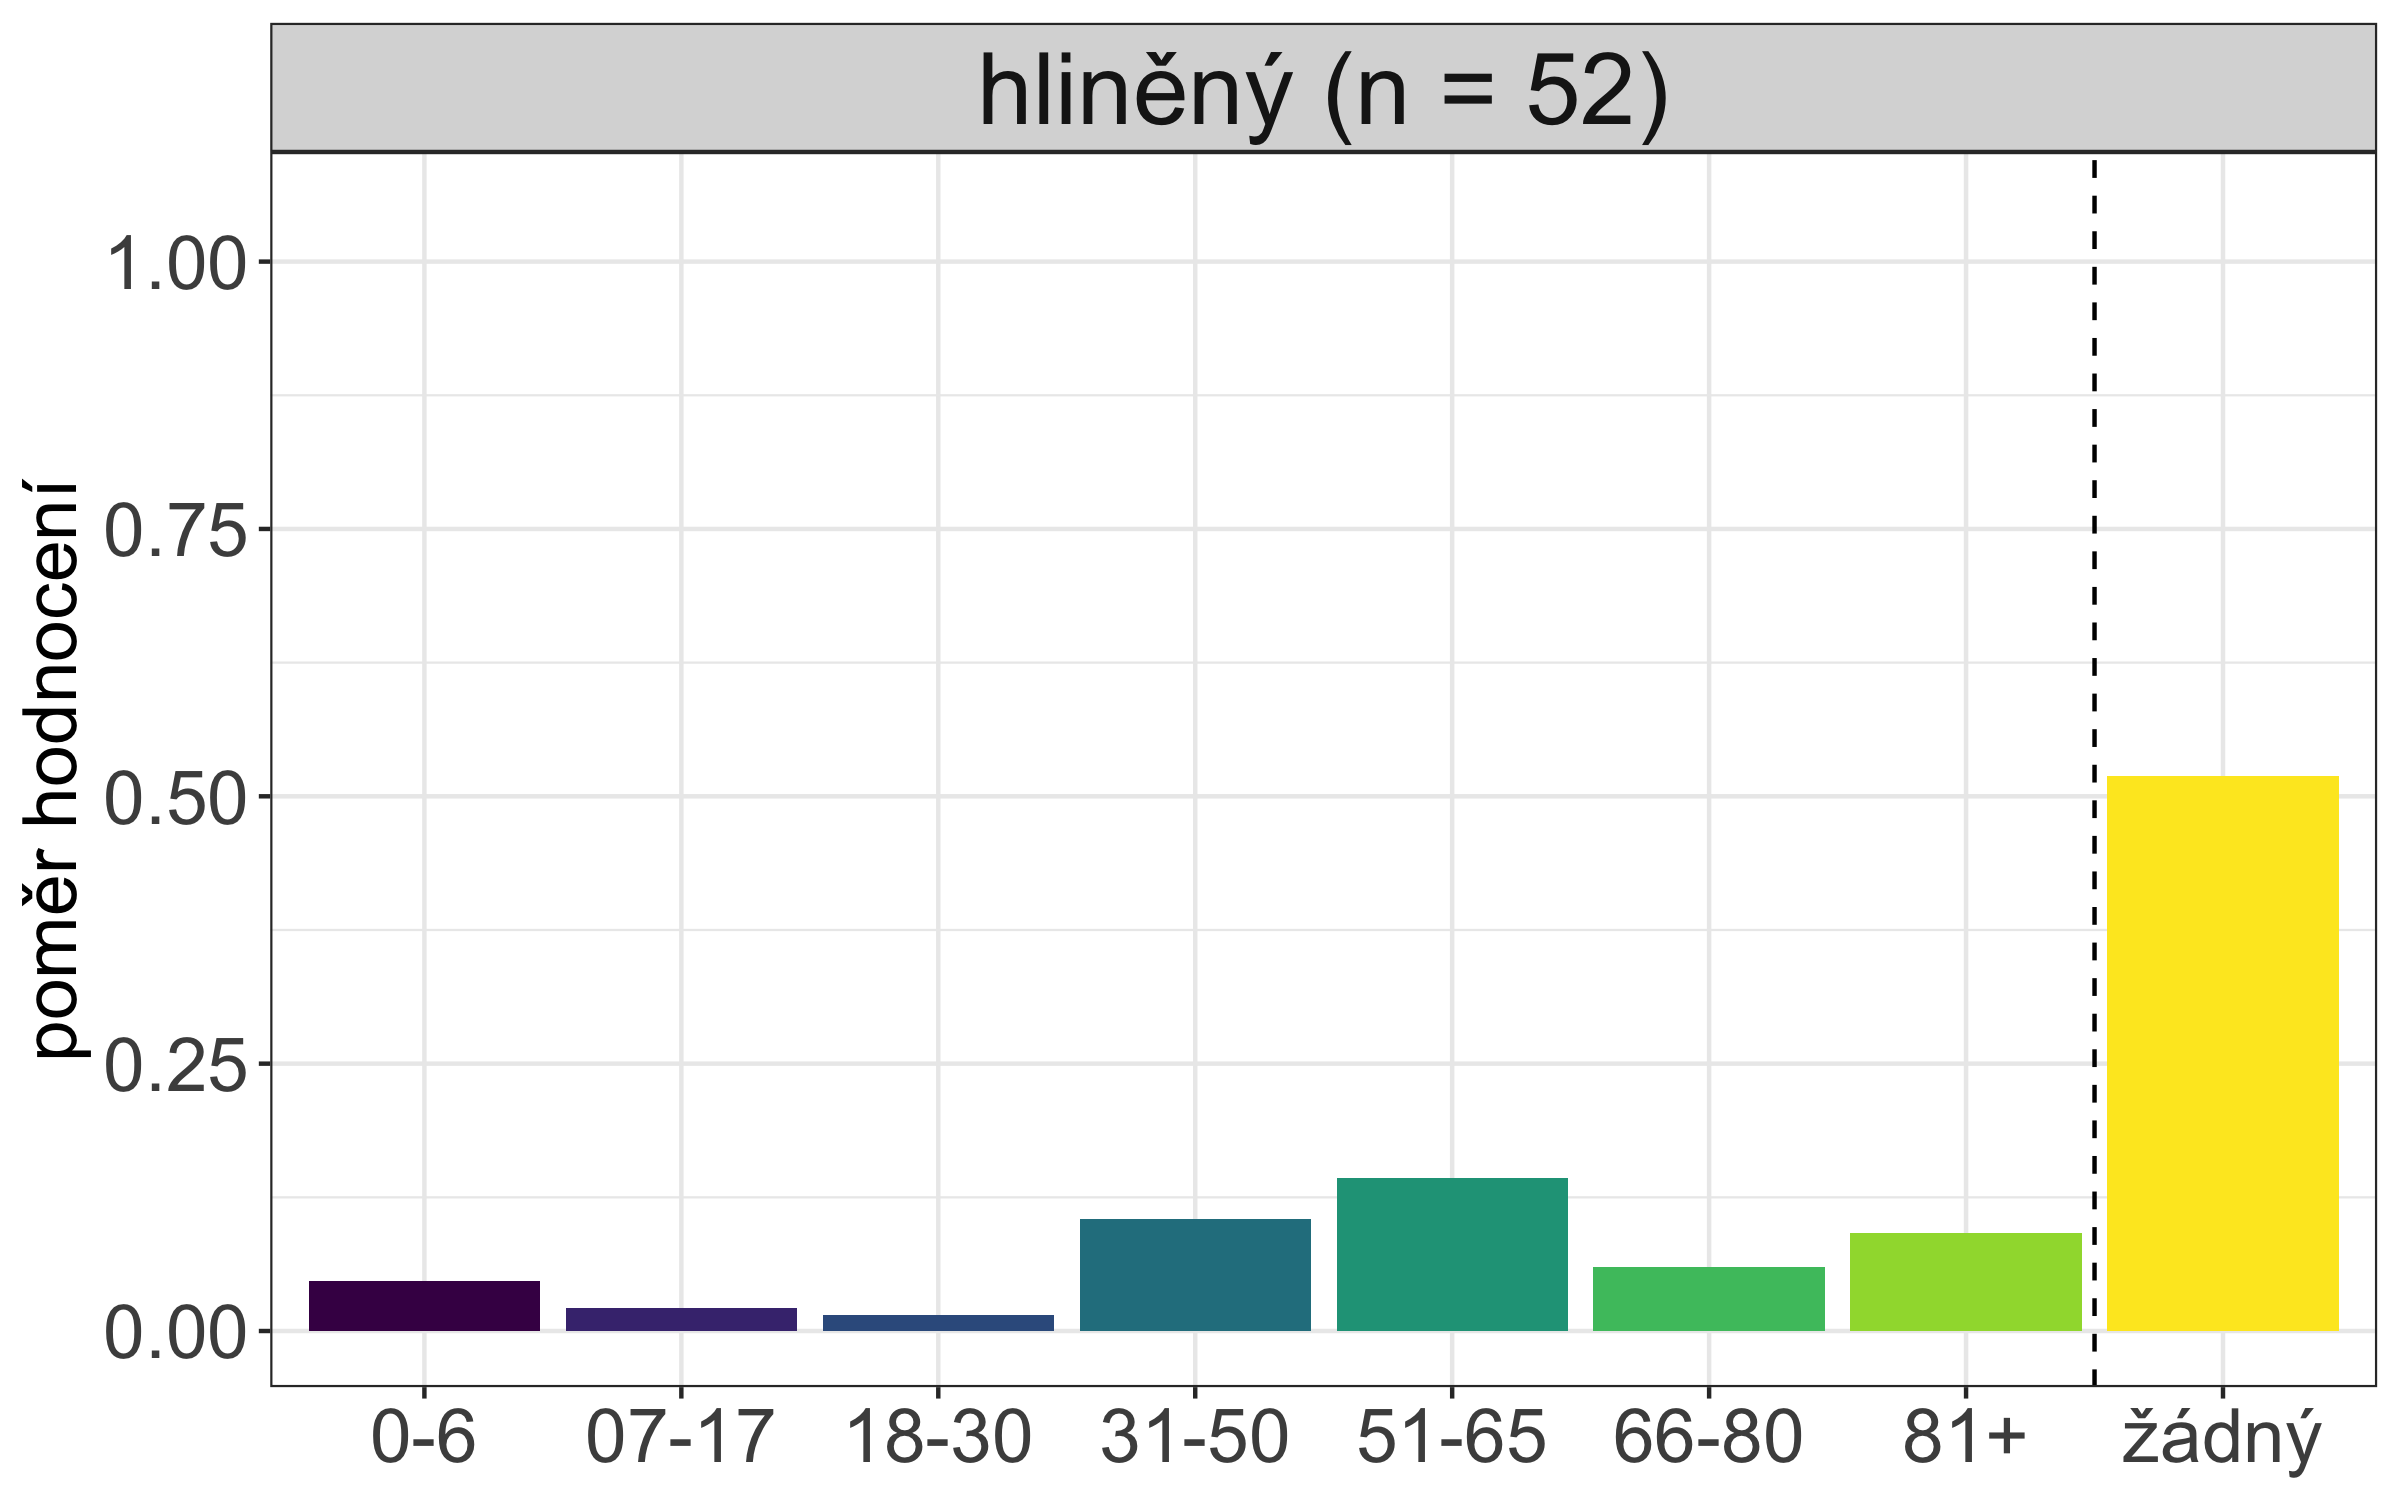 hliněný (n = 52)
poměr hodnocení
1.00
0.75
0.50
0.25
0.00
0-6 07-17 18-30 31-50 51-65 66-80 81+ žádný